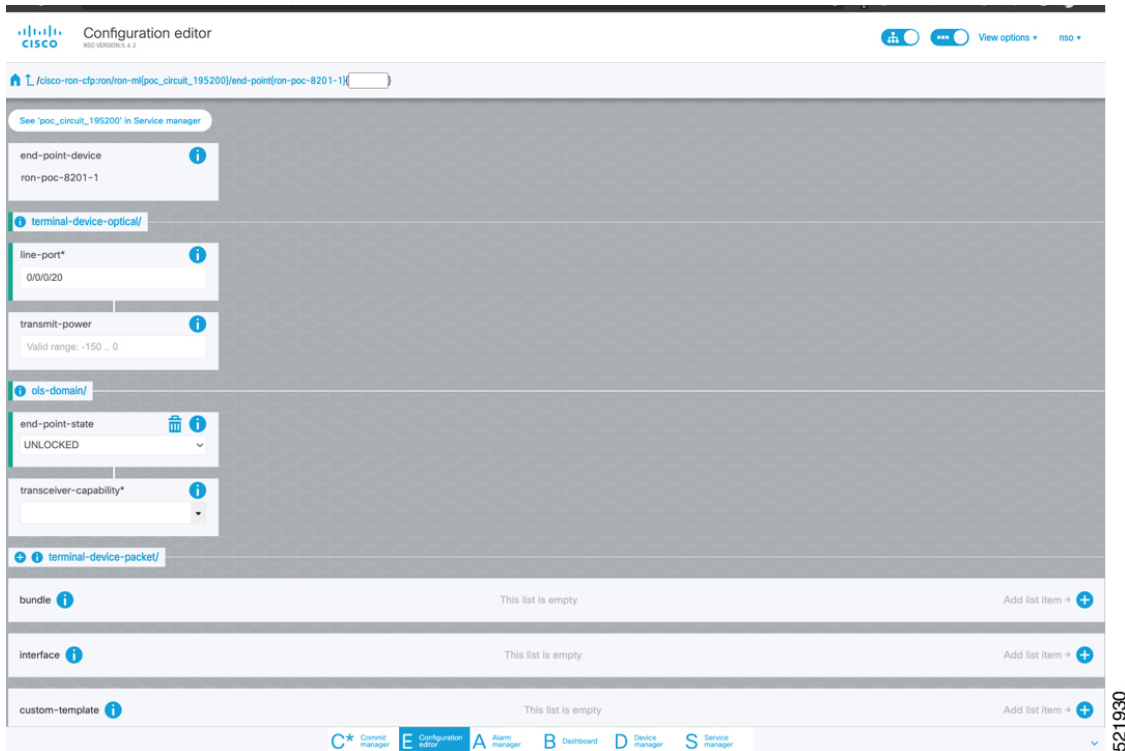 CISCO
Configuration editor
NSO VERSION:5.4.2
View options
nso
/cisco-ron-cfp:ron/ron-ml{poc_circuit_195200}/end-point{ron-poc-8201-1}{ }
See 'poc_circuit_195200' in Service manager
end-point-device
ron-poc-8201-1
terminal-device-optical/
line-port*
0/0/0/20
transmit-power
Valid range: -150 .. 0
ols-domain/
end-point-state
UNLOCKED
transceiver-capability*
terminal-device-packet/
bundle This list is empty Add list item
interface This list is empty Add list item
custom-template This list is empty Add list item
C* Commit manager E Configuration editor A Alarm manager B Dashboard D Device manager S Service manager
521930